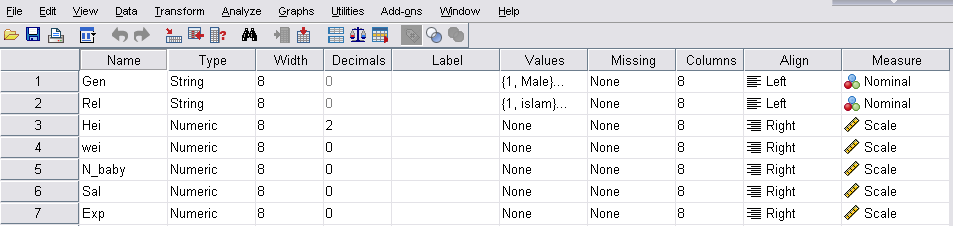 File Edit View Data Transform Analyze Graphs Utilities Add-ons Window Help
Name Type Width Decimals Label Values Missing Columns Align Measure
1 Gen String 8 0 {1, Male}... None 8 Left Nominal
2 Rel String 8 0 {1, islam}... None 8 Left Nominal
3 Hei Numeric 8 2 None None 8 Right Scale
4 wei Numeric 8 0 None None 8 Right Scale
5 N_baby Numeric 8 0 None None 8 Right Scale
6 Sal Numeric 8 0 None None 8 Right Scale
7 Exp Numeric 8 0 None None 8 Right Scale